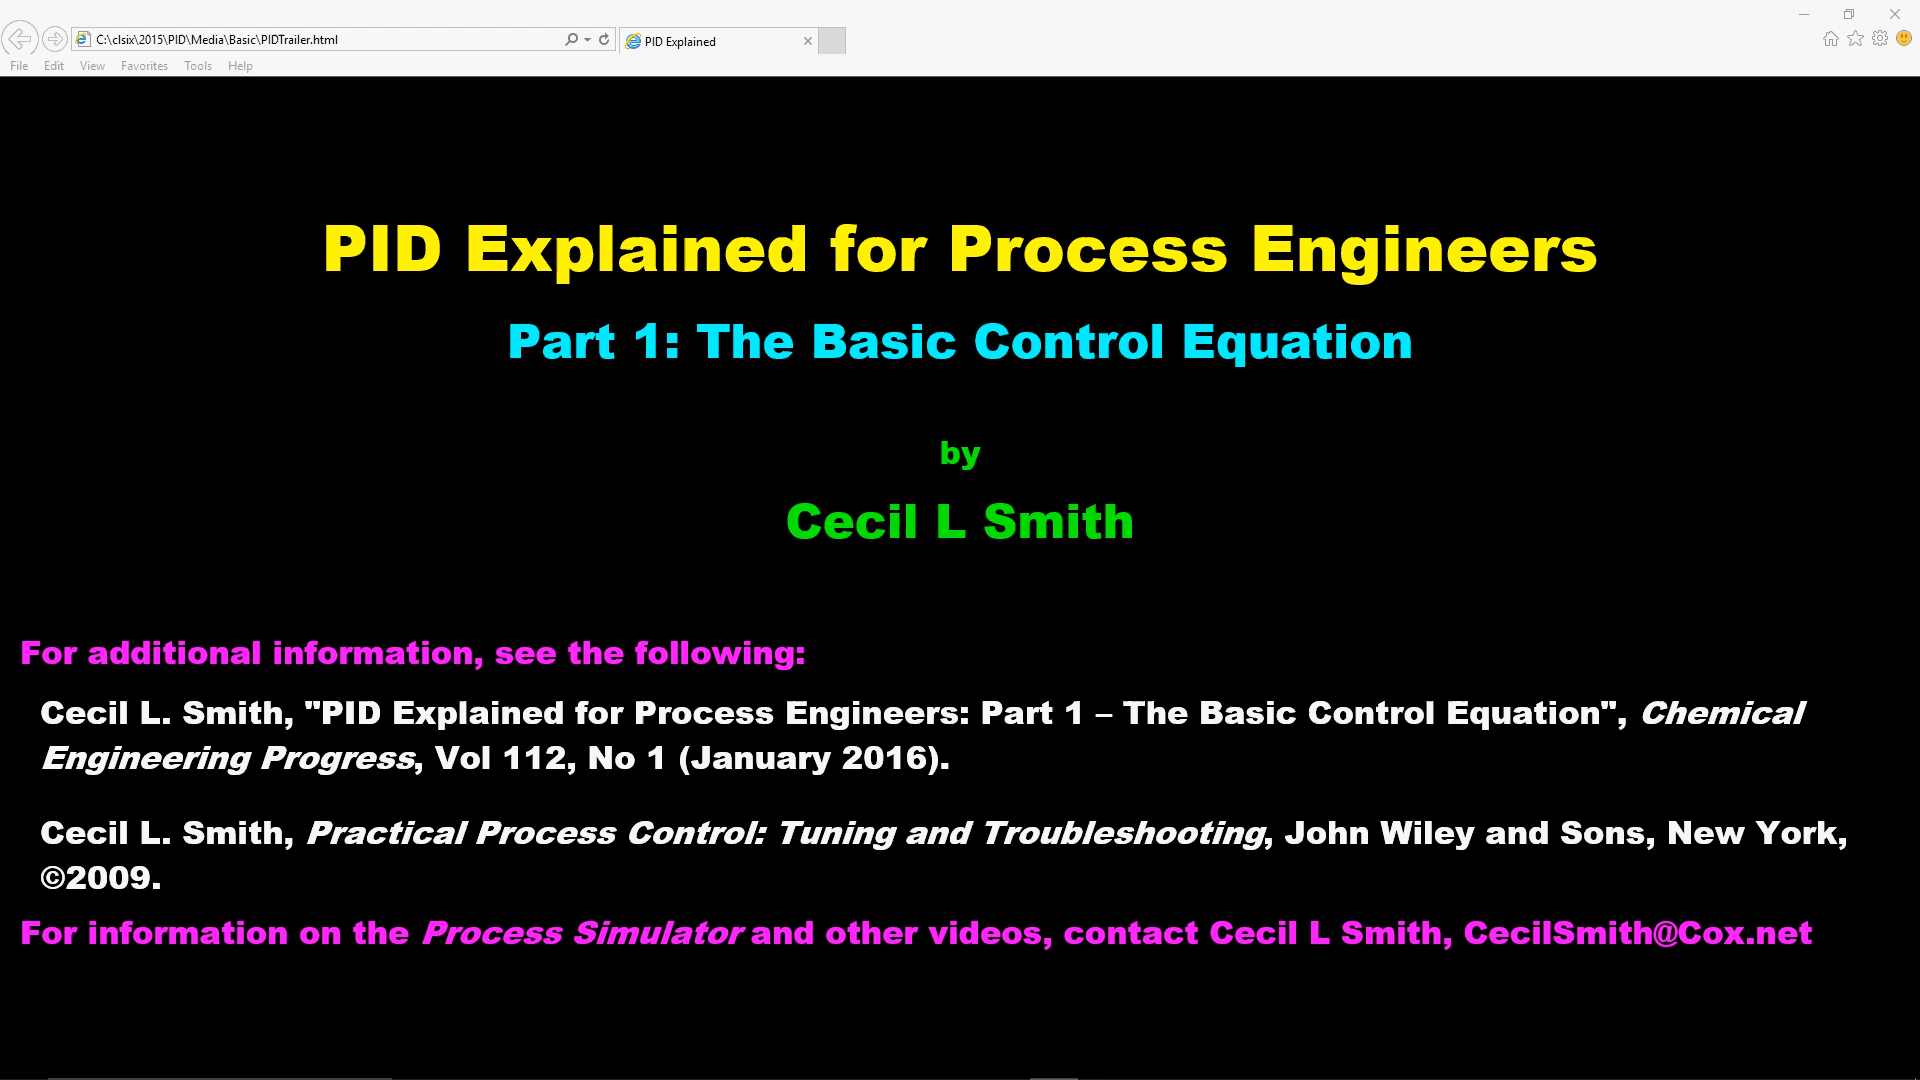 C:\clsix\2015\PID\Media\Basic\PIDTrailer.html
PID Explained
File Edit View Favorites Tools Help
PID Explained for Process Engineers
Part 1: The Basic Control Equation
by
Cecil L Smith
For additional information, see the following:
Cecil L. Smith, "PID Explained for Process Engineers: Part 1 – The Basic Control Equation", Chemical
Engineering Progress, Vol 112, No 1 (January 2016).
Cecil L. Smith, Practical Process Control: Tuning and Troubleshooting, John Wiley and Sons, New York,
©2009.
For information on the Process Simulator and other videos, contact Cecil L Smith, CecilSmith@Cox.net